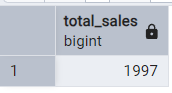 total_sales
bigint
1 1997